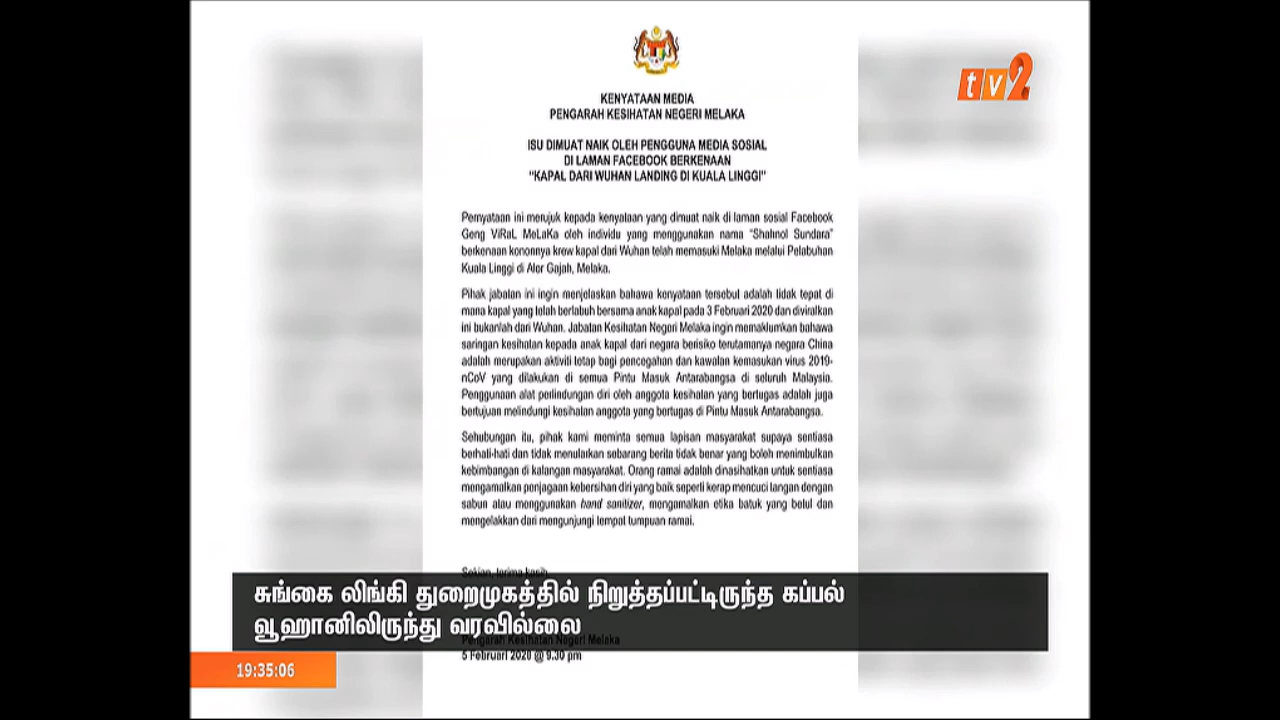 tv2
KENYATAAN MEDIA
PENGARAH KESIHATAN NEGERI MELAKA
ISU DIMUAT NAIK OLEH PENGGUNA MEDIA SOSIAL
DI LAMAN FACEBOOK BERKENAAN
"KAPAL DARI WUHAN LANDING DI KUALA LINGGI"
Pernyataan ini merujuk kepada kenyataan yang dimuat naik di laman sosial Facebook
Geng ViRaL MeLaKa oleh individu yang menggunakan nama "Shahnol Sundara"
berkenaan kononnya krew kapal dari Wuhan telah memasuki Melaka melalui Pelabuhan
Kuala Linggi di Alor Gajah, Melaka.
Pihak jabatan ini ingin menjelaskan bahawa kenyataan tersebut adalah tidak tepat di
mana kapal yang telah berlabuh bersama anak kapal pada 3 Februari 2020 dan diviralkan
ini bukanlah dari Wuhan. Jabatan Kesihatan Negeri Melaka ingin memaklumkan bahawa
saringan kesihatan kepada anak kapal dari negara berisiko terutamanya negara China
adalah merupakan aktiviti tetap bagi pencegahan dan kawalan kemasukan virus 2019-
nCoV yang dilakukan di semua Pintu Masuk Antarabangsa di seluruh Malaysia.
Penggunaan alat perlindungan diri oleh anggota kesihatan yang bertugas adalah juga
bertujuan melindungi kesihatan anggota yang bertugas di Pintu Masuk Antarabangsa.
Sehubungan itu, pihak kami meminta semua lapisan masyarakat supaya sentiasa
berhati-hati dan tidak menularkan sebarang berita tidak benar yang boleh menimbulkan
kebimbangan di kalangan masyarakat. Orang ramai adalah dinasihatkan untuk sentiasa
mengamalkan penjagaan kebersihan diri yang baik seperti kerap mencuci tangan dengan
sabun atau menggunakan hand sanitizer, mengamalkan etika batuk yang betul dan
mengelakkan dari mengunjungi tempat tumpuan ramai.
Sekian, terima kasih.
சுங்கை லிங்கி துறைமுகத்தில் நிறுத்தப்பட்டிருந்த கப்பல்
வூஹானிலிருந்து வரவில்லை
Pengarah Kesihatan Negeri Melaka
5 Februari 2020 @ 9.30 pm
19:35:06